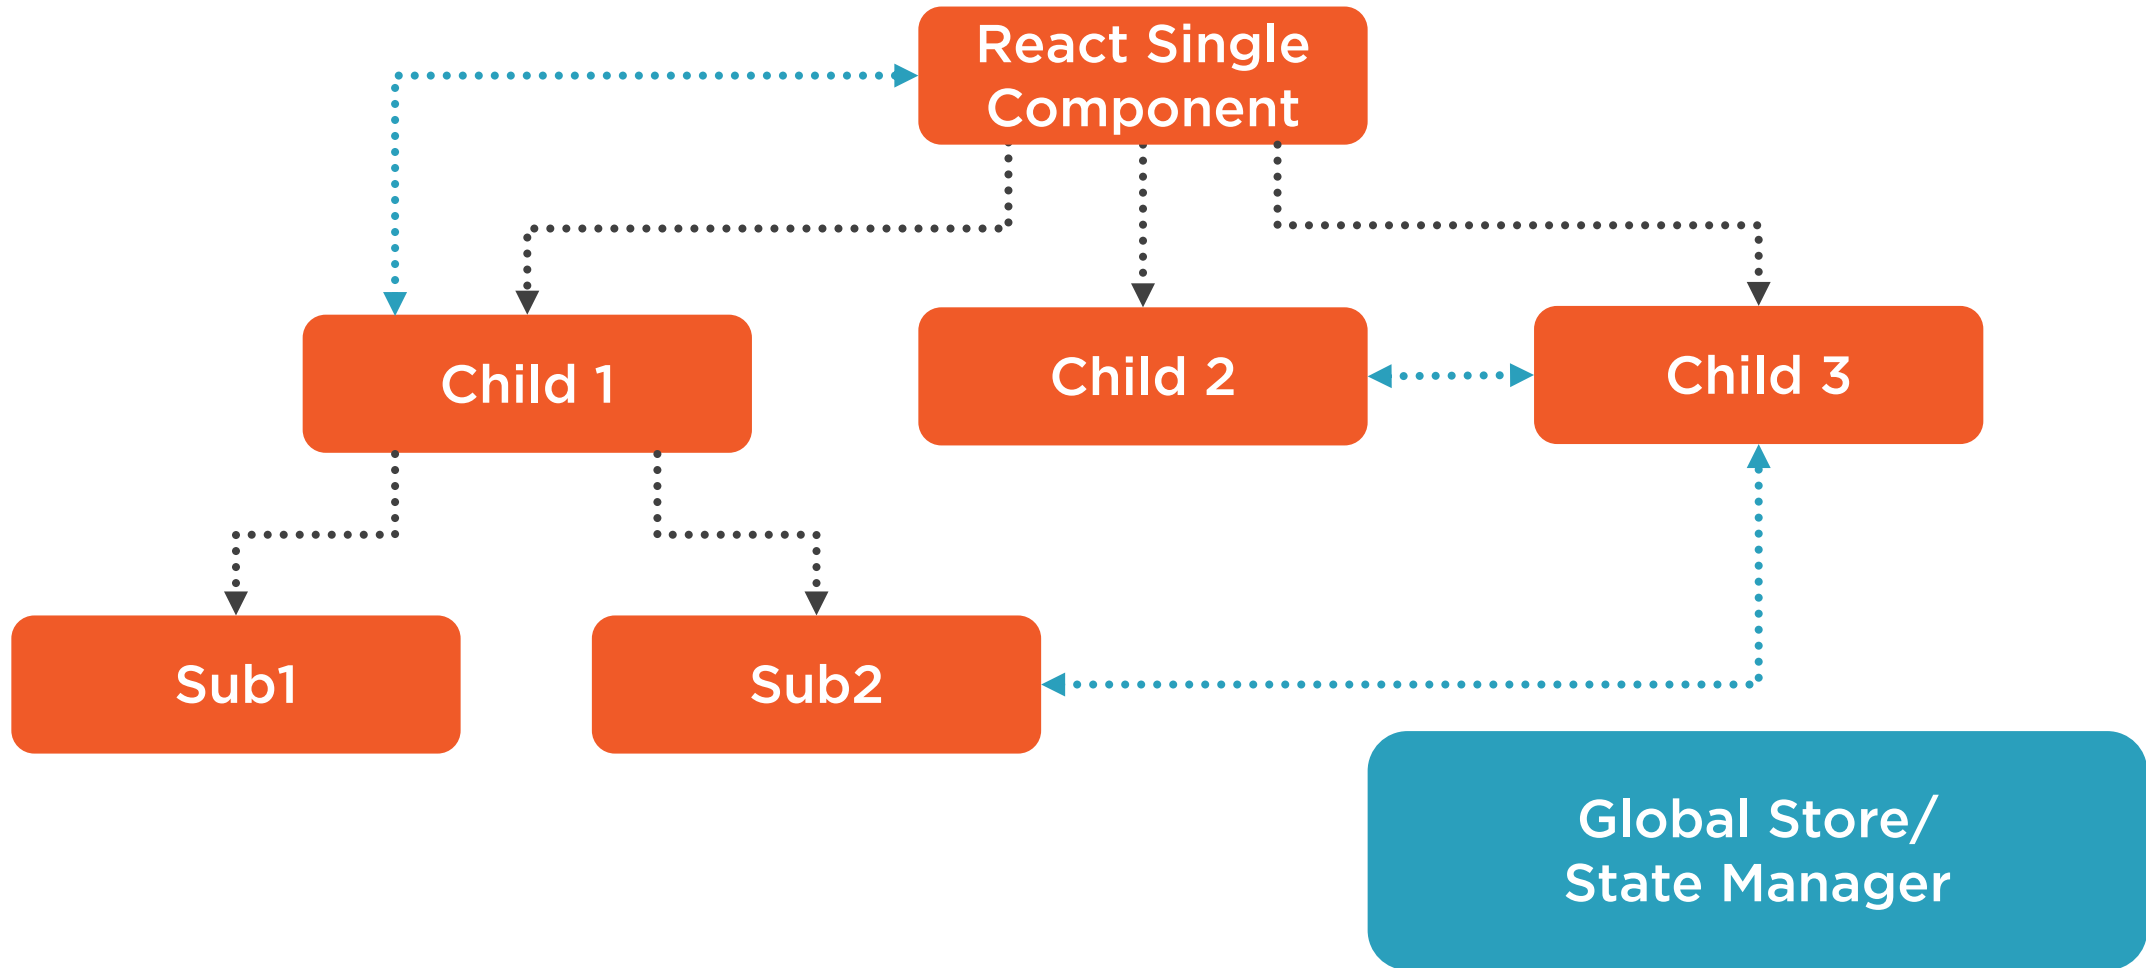 React Single
Component
Child 1
Child 2
Child 3
Sub1
Sub2
Global Store/
State Manager